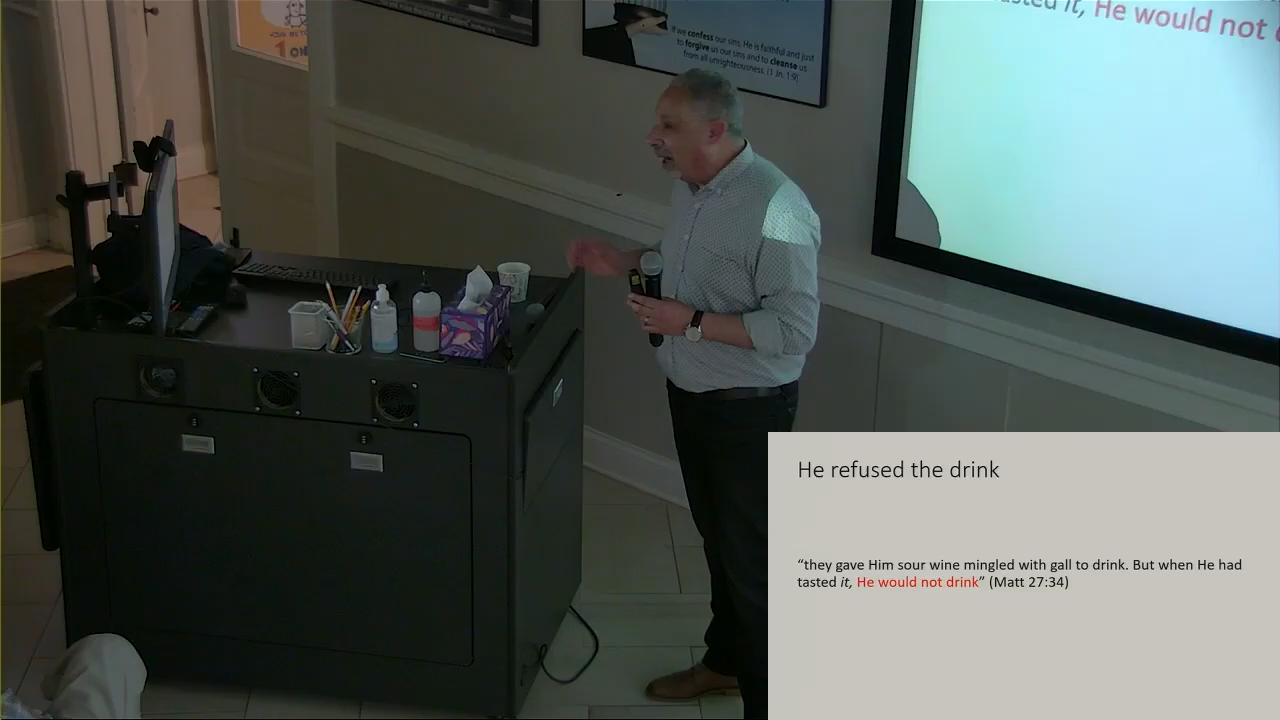 If we confess our sins, He is faithful and just
to forgive us our sins and to cleanse us
from all unrighteousness. (1 Jn. 1:9)
tasted it, He would not
He refused the drink
“they gave Him sour wine mingled with gall to drink. But when He had
tasted it, He would not drink” (Matt 27:34)